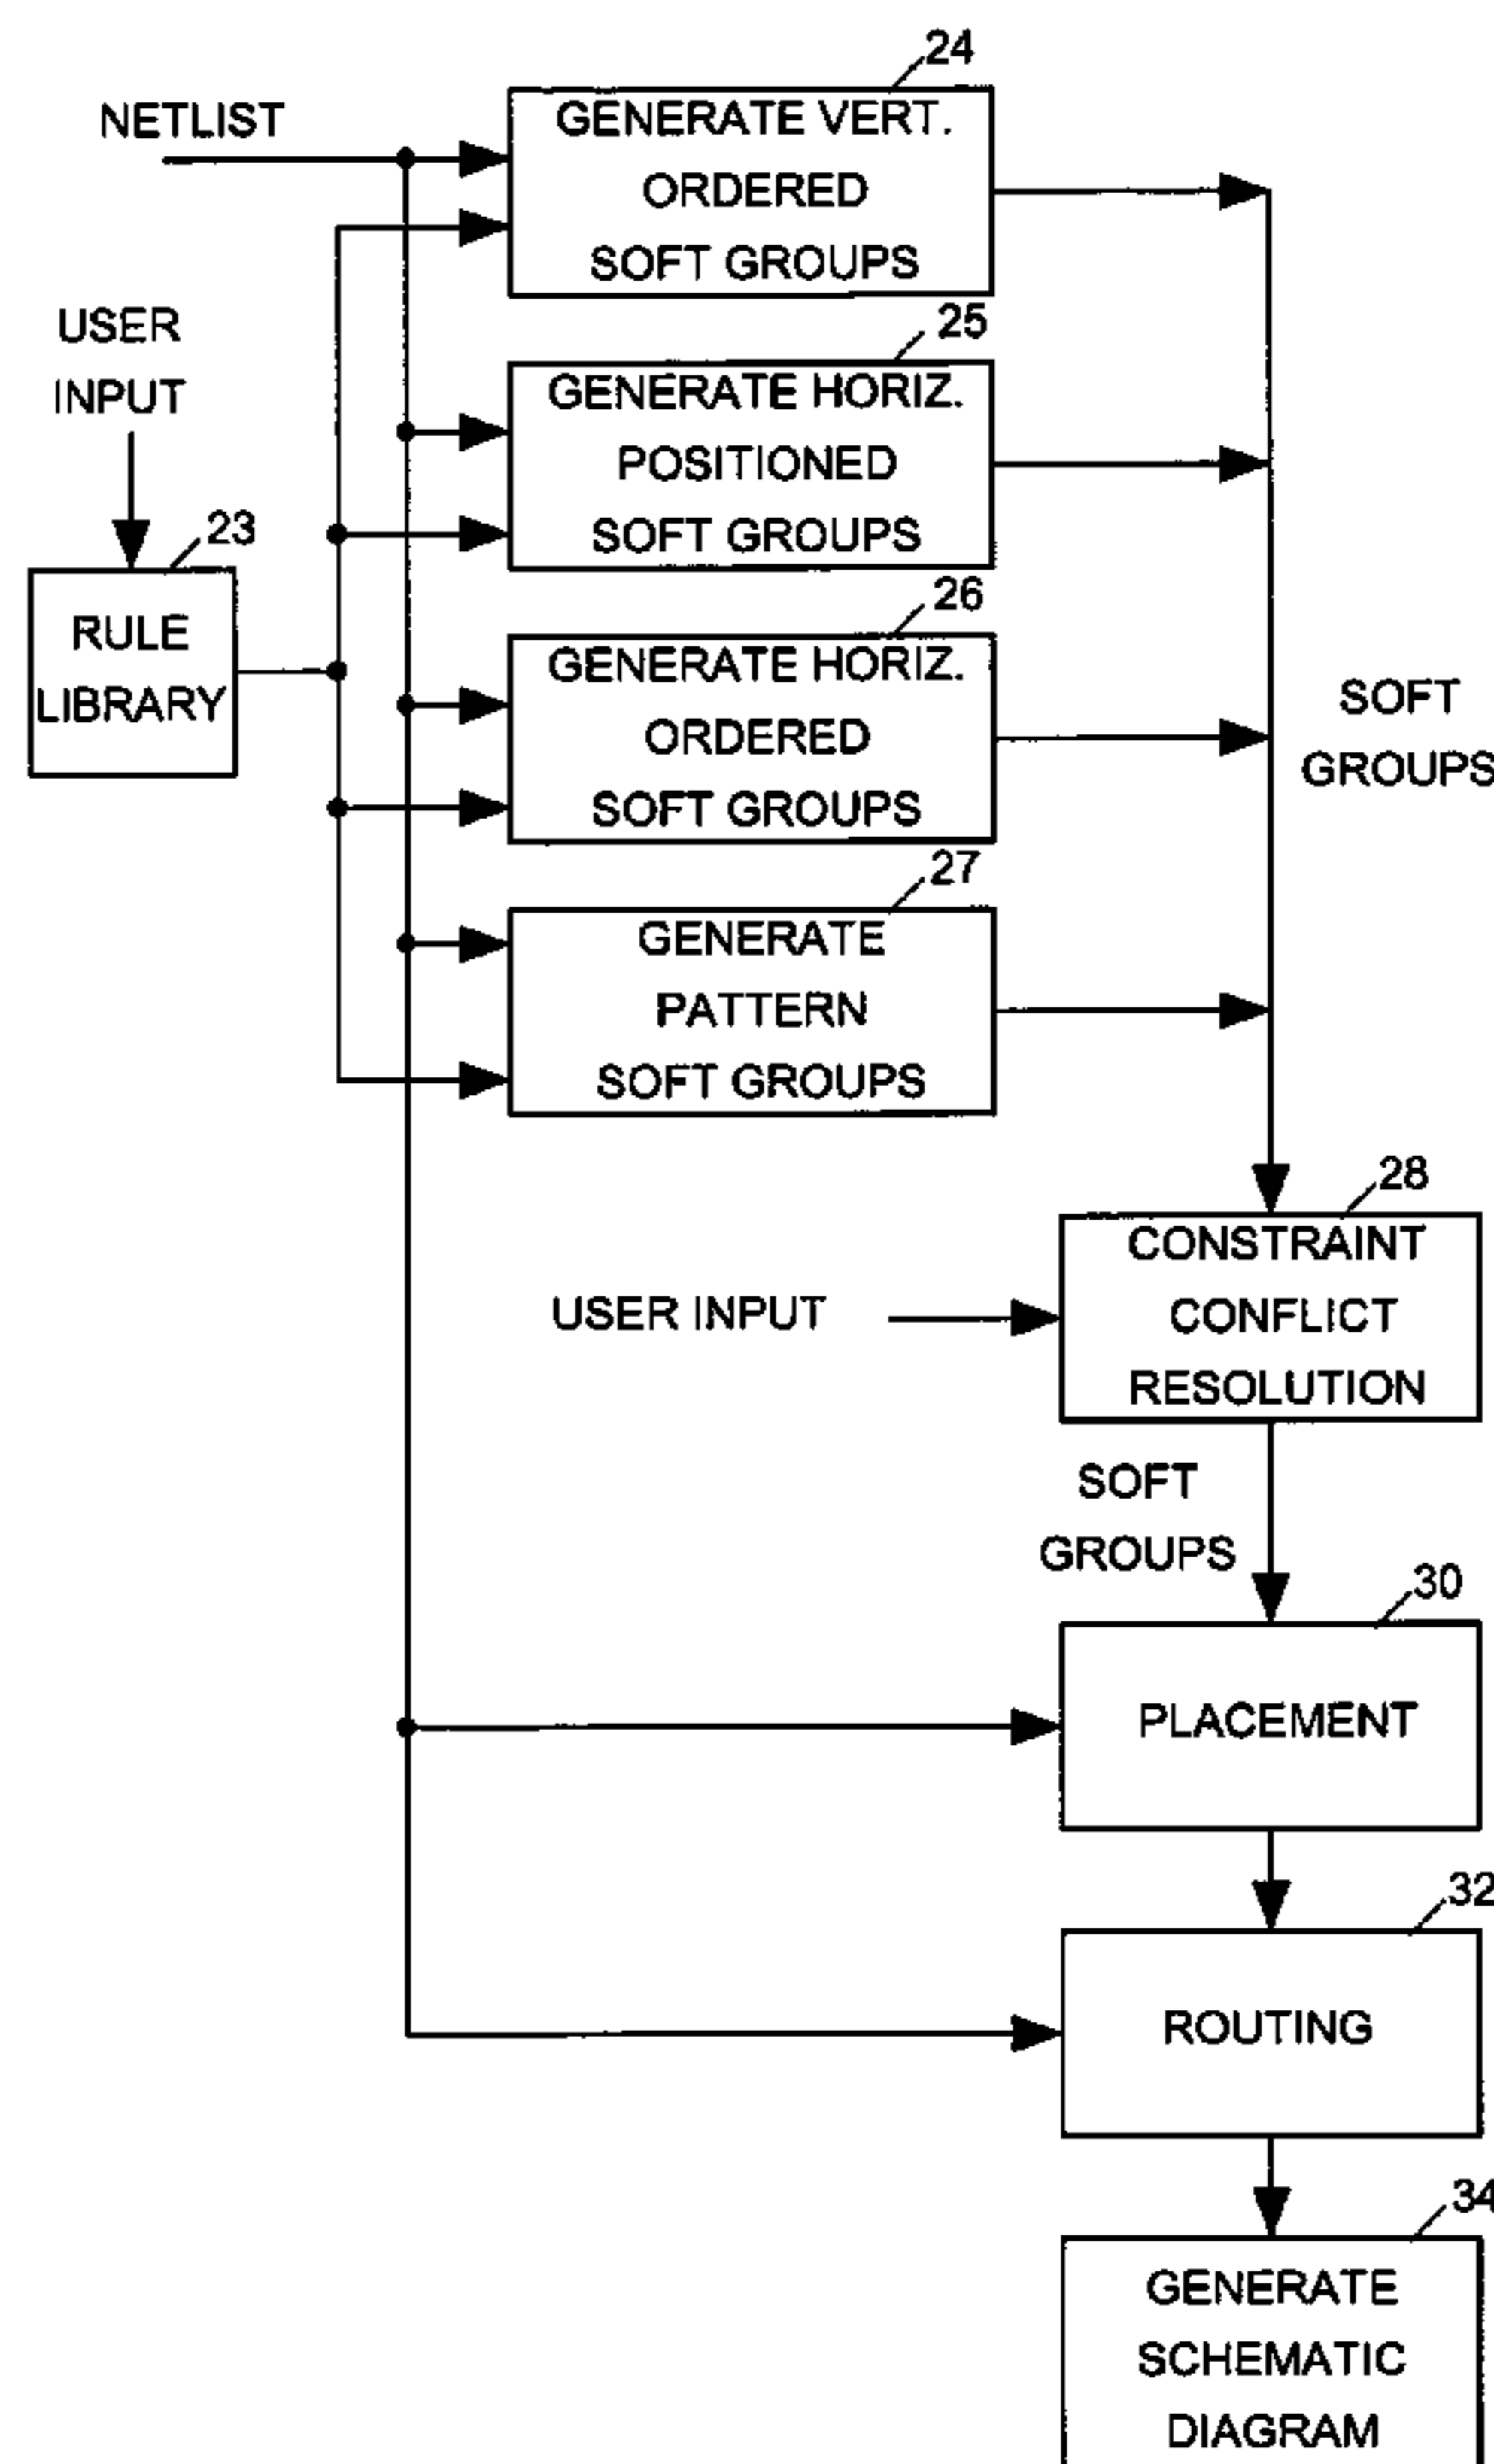 24
NETLIST
GENERATE VERT.
ORDERED
SOFT GROUPS
USER
INPUT
25
GENERATE HORIZ.
POSITIONED
SOFT GROUPS
23
RULE
LIBRARY
26
GENERATE HORIZ.
ORDERED
SOFT GROUPS
SOFT
GROUPS
27
GENERATE
PATTERN
SOFT GROUPS
28
CONSTRAINT
CONFLICT
RESOLUTION
USER INPUT
SOFT
GROUPS
30
PLACEMENT
32
ROUTING
34
GENERATE
SCHEMATIC
DIAGRAM